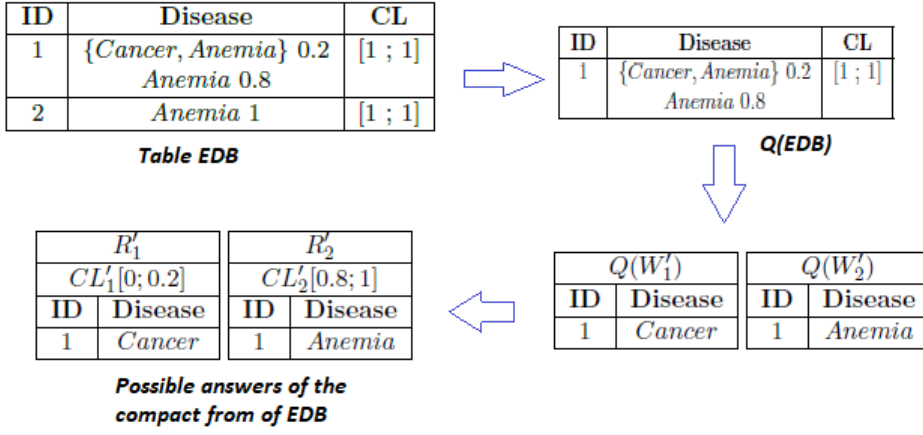 ID Disease CL
1 {Cancer, Anemia} 0.2 [1 ; 1]
Anemia 0.8
2 Anemia 1 [1 ; 1]
Table EDB
ID Disease CL
1 {Cancer, Anemia} 0.2 [1 ; 1]
Anemia 0.8
Q(EDB)
R′₁ R′₂
CL′₁[0; 0.2] CL′₂[0.8; 1]
ID Disease ID Disease
1 Cancer 1 Anemia
Possible answers of the
compact from of EDB
Q(W′₁) Q(W′₂)
ID Disease ID Disease
1 Cancer 1 Anemia